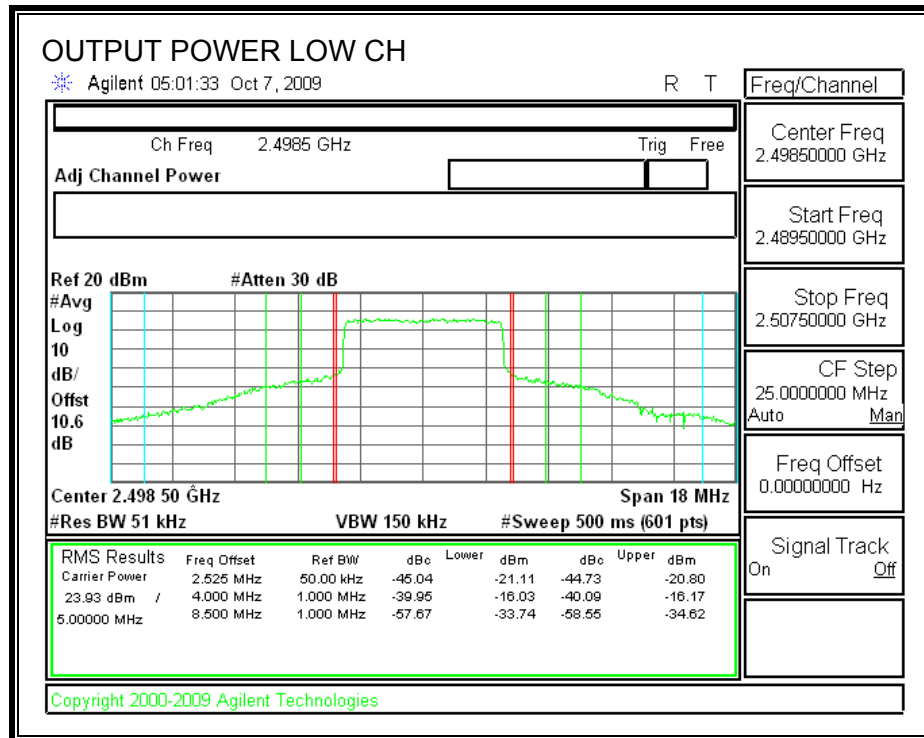 OUTPUT POWER LOW CH
Agilent 05:01:33 Oct 7, 2009 R T
Freq/Channel
Ch Freq 2.4985 GHz Trig Free
Adj Channel Power
Center Freq
2.49850000 GHz
Start Freq
2.48950000 GHz
Stop Freq
2.50750000 GHz
CF Step
25.0000000 MHz
Auto Man
Freq Offset
0.00000000 Hz
Signal Track
On Off
Ref 20 dBm #Atten 30 dB
#Avg
Log
10
dB/
Offst
10.6
dB
Center 2.498 50 ĜHz Span 18 MHz
#Res BW 51 kHz VBW 150 kHz #Sweep 500 ms (601 pts)
RMS Results Freq Offset Ref BW dBc Lower dBm dBc Upper dBm
Carrier Power 2.525 MHz 50.00 kHz -45.04 -21.11 -44.73 -20.80
23.93 dBm / 4.000 MHz 1.000 MHz -39.95 -16.03 -40.09 -16.17
5.00000 MHz 8.500 MHz 1.000 MHz -57.67 -33.74 -58.55 -34.62
Copyright 2000-2009 Agilent Technologies